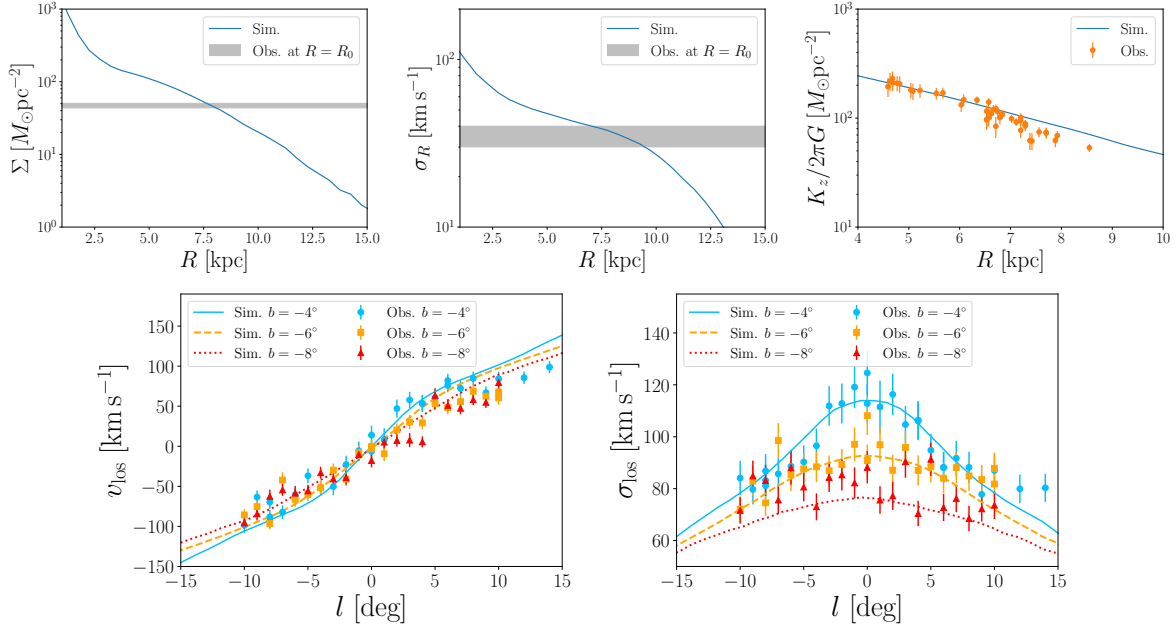 10³
10²
10¹
10⁰
Σ [M⊙pc⁻²]
Sim.
Obs. at R = R₀
2.5 5.0 7.5 10.0 12.5 15.0
R [kpc]
10²
10¹
σ_R [km s⁻¹]
Sim.
Obs. at R = R₀
2.5 5.0 7.5 10.0 12.5 15.0
R [kpc]
10³
10²
10¹
K_z/2πG [M⊙pc⁻²]
Sim.
Obs.
4 5 6 7 8 9 10
R [kpc]
150
100
50
0
−50
−100
−150
v_los [km s⁻¹]
Sim. b = −4° Obs. b = −4°
Sim. b = −6° Obs. b = −6°
Sim. b = −8° Obs. b = −8°
−15 −10 −5 0 5 10 15
l [deg]
140
120
100
80
60
σ_los [km s⁻¹]
Sim. b = −4° Obs. b = −4°
Sim. b = −6° Obs. b = −6°
Sim. b = −8° Obs. b = −8°
−15 −10 −5 0 5 10 15
l [deg]